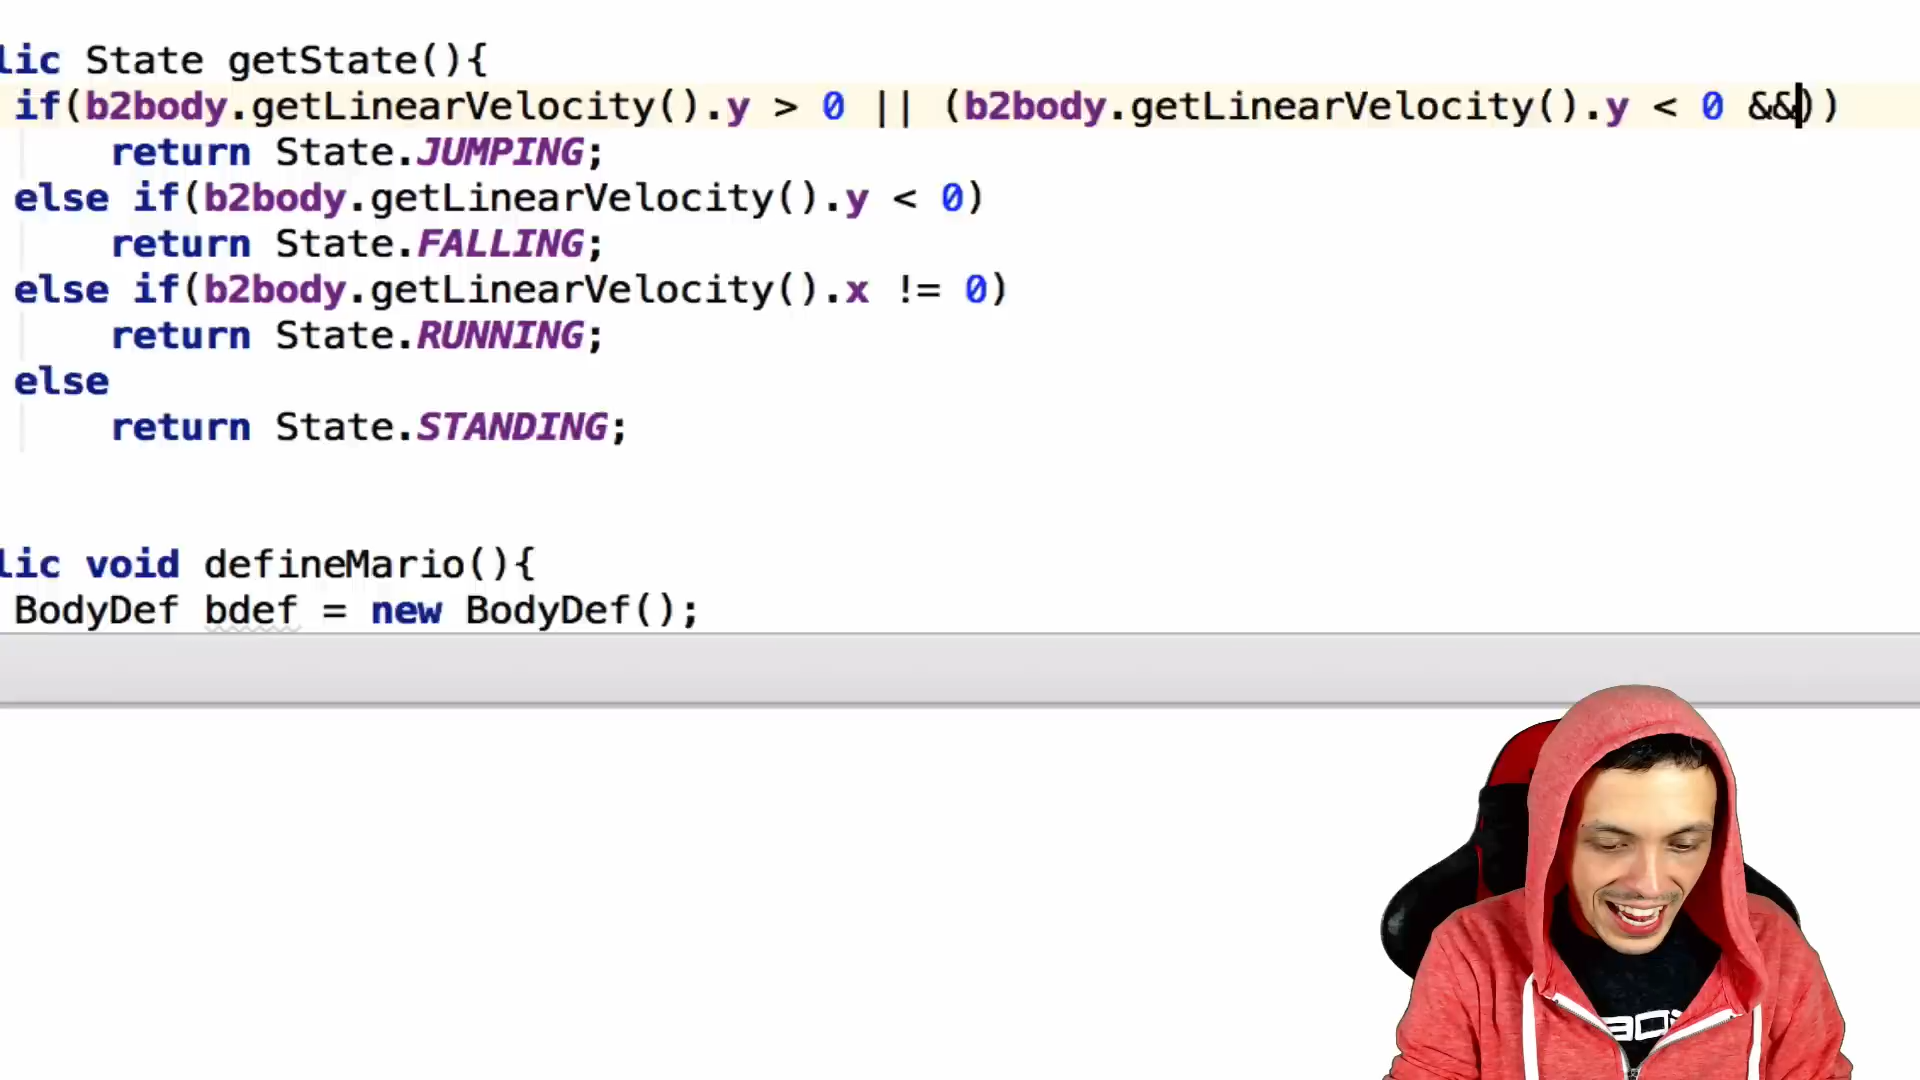 lic State getState(){
if(b2body.getLinearVelocity().y > 0 || (b2body.getLinearVelocity().y < 0 &&))
return State.JUMPING;
else if(b2body.getLinearVelocity().y < 0)
return State.FALLING;
else if(b2body.getLinearVelocity().x != 0)
return State.RUNNING;
else
return State.STANDING;
lic void defineMario(){
BodyDef bdef = new BodyDef();